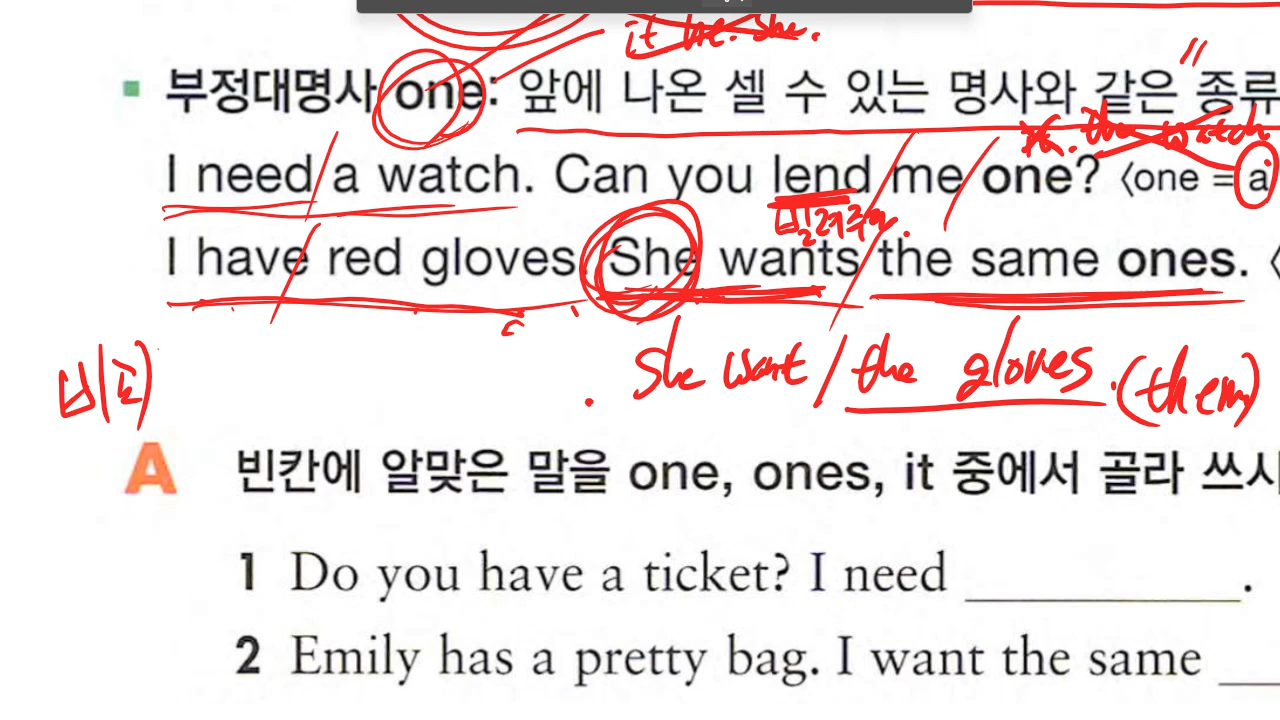 it he. she.
부정대명사 one: 앞에 나온 셀 수 있는 명사와 같은 종류
the watch
I need a watch. Can you lend me one? 〈one = a
빌려주다.
I have red gloves. She wants the same ones. 〈
She want / the gloves. (them)
A 빈칸에 알맞은 말을 one, ones, it 중에서 골라 쓰시
1 Do you have a ticket? I need ________.
2 Emily has a pretty bag. I want the same __